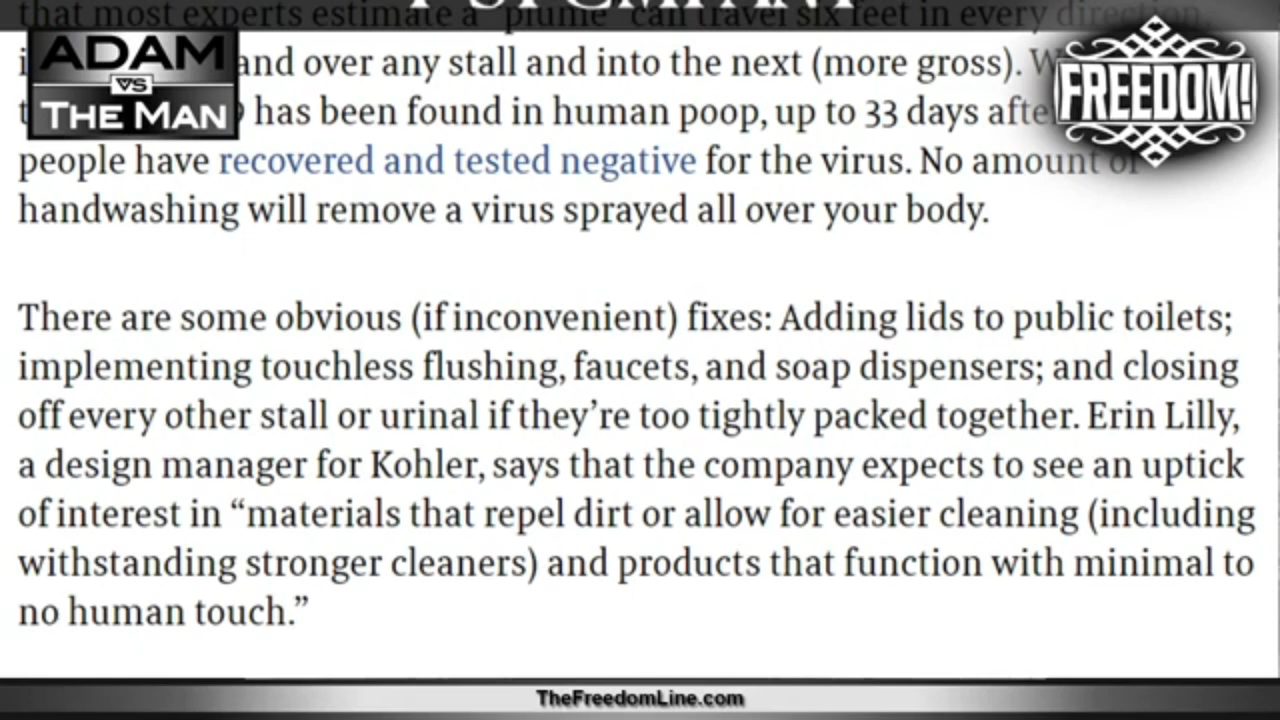 that most experts estimate a "plume" can travel six feet in every direction,
ADAM
VS
THE MAN
FREEDOM!
and over any stall and into the next (more gross).
has been found in human poop, up to 33 days
people have recovered and tested negative for the virus. No amount of
handwashing will remove a virus sprayed all over your body.
There are some obvious (if inconvenient) fixes: Adding lids to public toilets;
implementing touchless flushing, faucets, and soap dispensers; and closing
off every other stall or urinal if they’re too tightly packed together. Erin Lilly,
a design manager for Kohler, says that the company expects to see an uptick
of interest in “materials that repel dirt or allow for easier cleaning (including
withstanding stronger cleaners) and products that function with minimal to
no human touch.”
TheFreedomLine.com